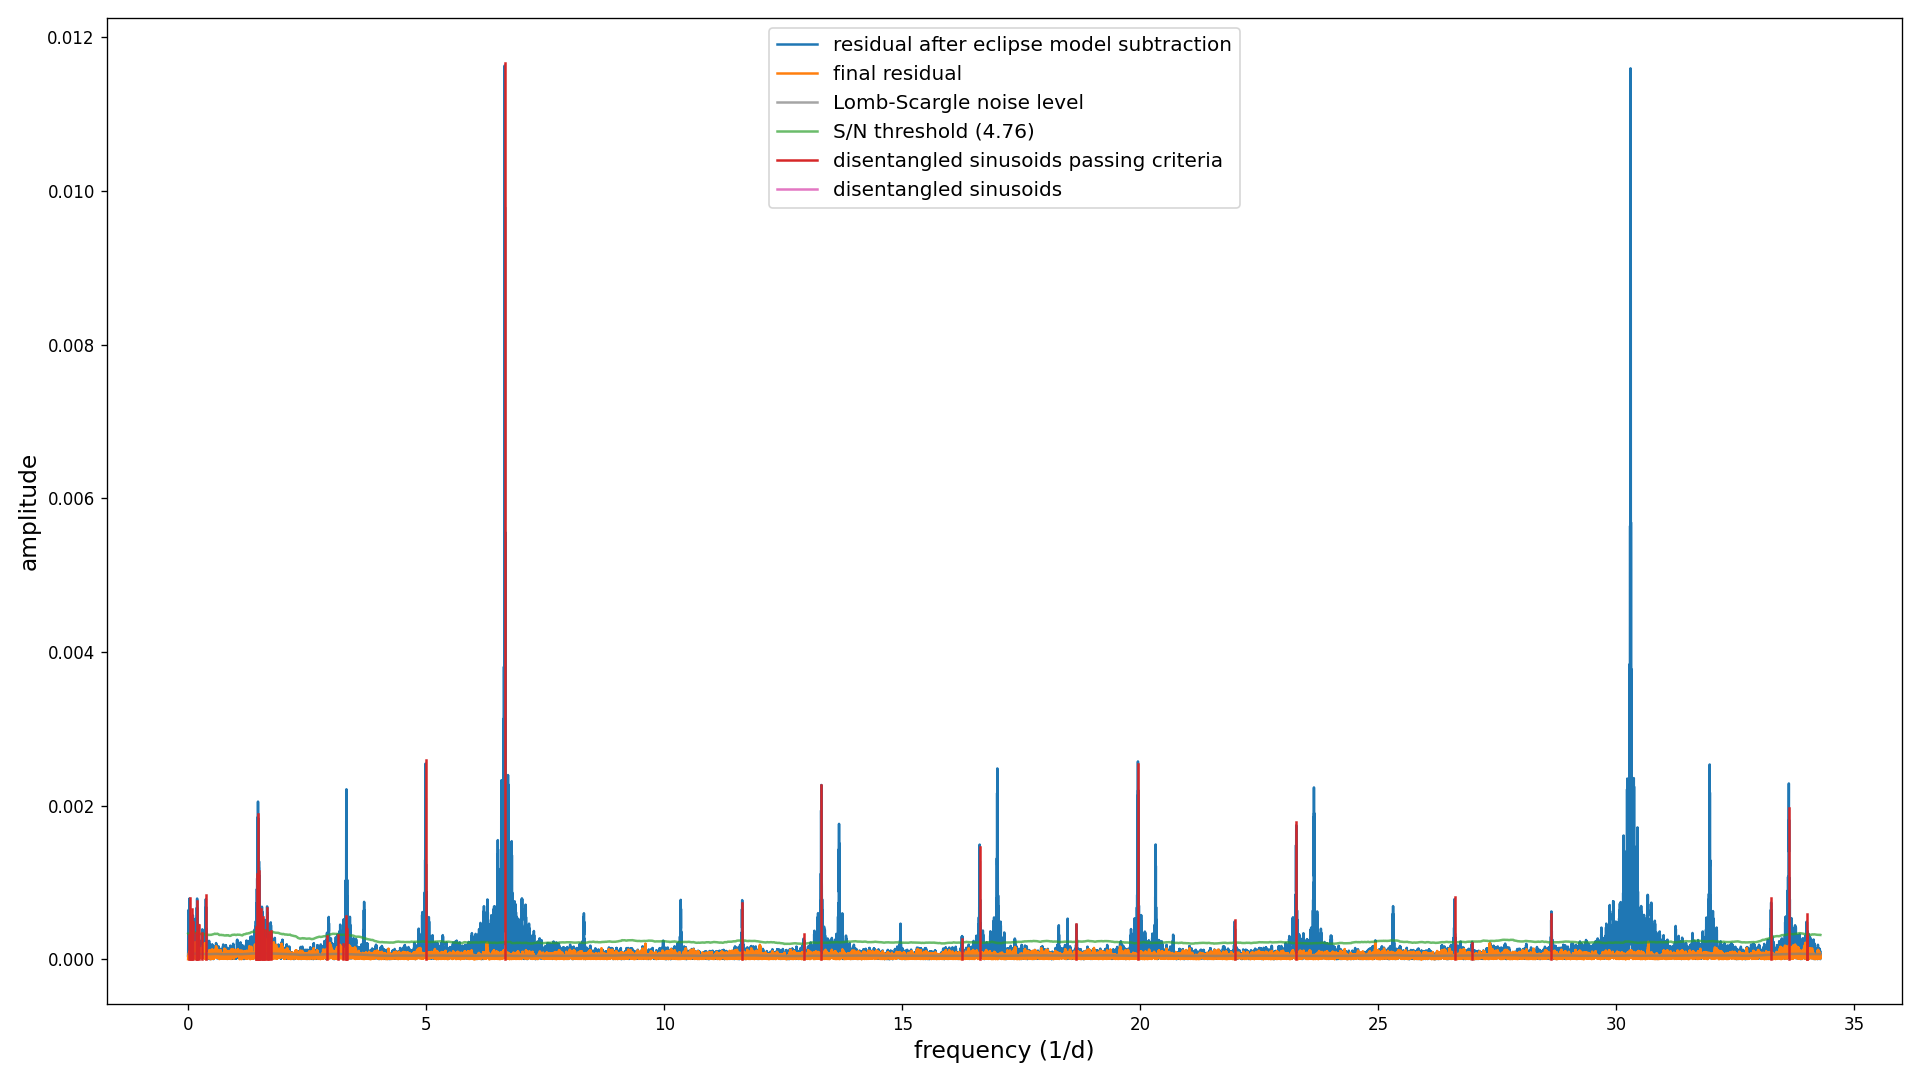 residual after eclipse model subtraction
final residual
Lomb-Scargle noise level
S/N threshold (4.76)
disentangled sinusoids passing criteria
disentangled sinusoids
0.012
0.010
0.008
0.006
0.004
0.002
0.000
amplitude
0 5 10 15 20 25 30 35
frequency (1/d)